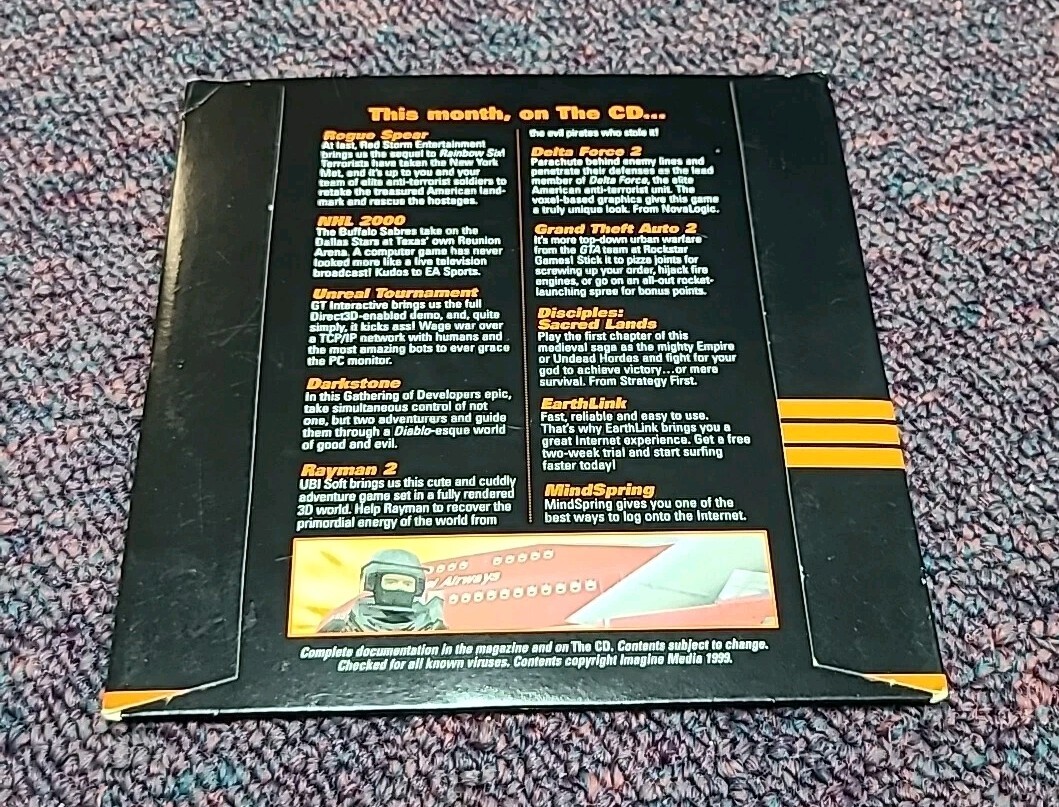 This month, on The CD...
Rogue Spear
At last, Red Storm Entertainment
brings us the sequel to Rainbow Six!
Terrorists have taken the New York
Met, and it's up to you and your
team of elite anti-terrorist soldiers to
retake the treasured American land-
mark and rescue the hostages.
NHL 2000
The Buffalo Sabres take on the
Dallas Stars at Texas' own Reunion
Arena. A computer game has never
looked more like a live television
broadcast! Kudos to EA Sports.
Unreal Tournament
GT Interactive brings us the full
Direct3D-enabled demo, and, quite
simply, it kicks ass! Wage war over
a TCP/IP network with humans and
the most amazing bots to ever grace
the PC monitor.
Darkstone
In this Gathering of Developers epic,
take simultaneous control of not
one, but two adventurers and guide
them through a Diablo-esque world
of good and evil.
Rayman 2
UBI Soft brings us this cute and cuddly
adventure game set in a fully rendered
3D world. Help Rayman to recover the
primordial energy of the world from
the evil pirates who stole it!
Delta Force 2
Parachute behind enemy lines and
penetrate their defenses as the lead
member of Delta Force, the elite
American anti-terrorist unit. The
voxel-based graphics give this game
a truly unique look. From NovaLogic.
Grand Theft Auto 2
It's more top-down urban warfare
from the GTA team at Rockstar
Games! Stick it to pizza joints for
screwing up your order, hijack fire
engines, or go on an all-out rocket-
launching spree for bonus points.
Disciples:
Sacred Lands
Play the first chapter of this
medieval saga as the mighty Empire
or Undead Hordes and fight for your
god to achieve victory...or mere
survival. From Strategy First.
EarthLink
Fast, reliable and easy to use.
That's why EarthLink brings you a
great Internet experience. Get a free
two-week trial and start surfing
faster today!
MindSpring
MindSpring gives you one of the
best ways to log onto the Internet.
Airways
Complete documentation in the magazine and on The CD. Contents subject to change.
Checked for all known viruses. Contents copyright Imagine Media 1999.